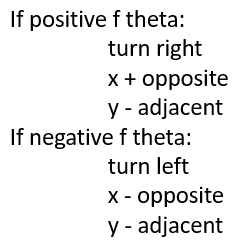 If positive f theta:
turn right
x + opposite
y - adjacent
If negative f theta:
turn left
x - opposite
y - adjacent